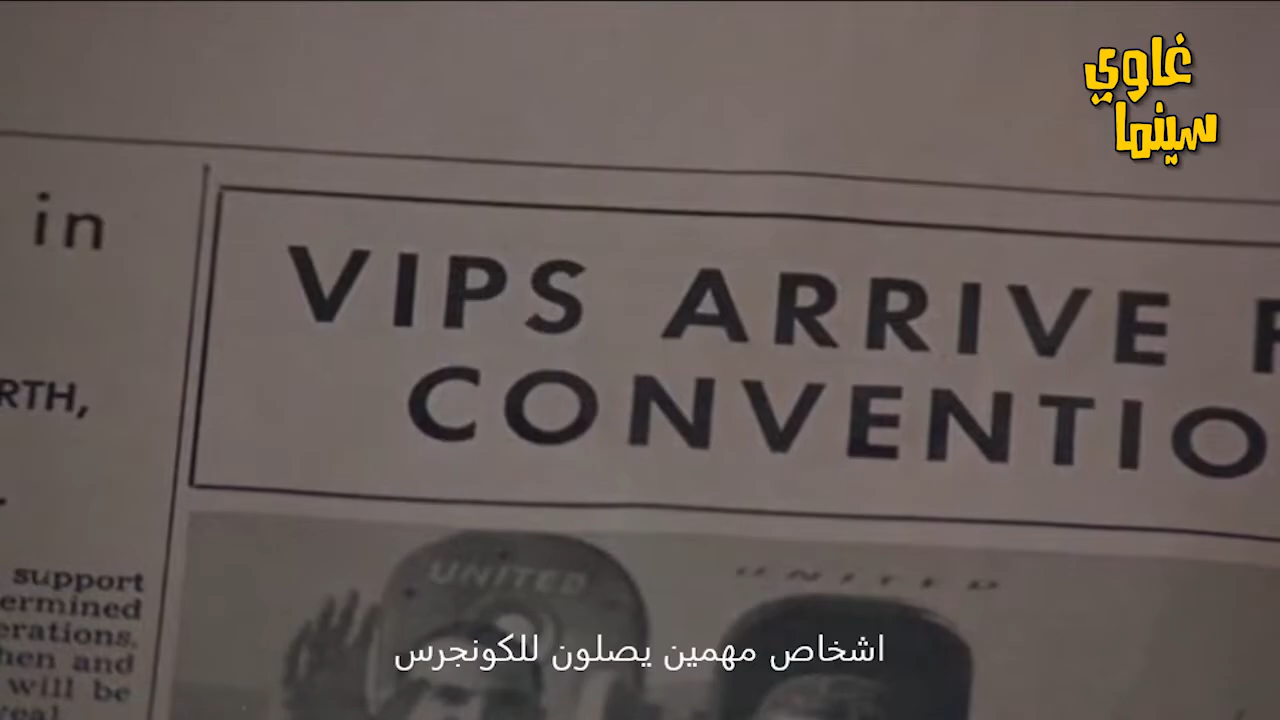 غاوي
سينما
in
RTH,
VIPS ARRIVE
CONVENTIO
UNITED
UNITED
support
ermined
erations.
hen and
will be
اشخاص مهمين يصلون للكونجرس